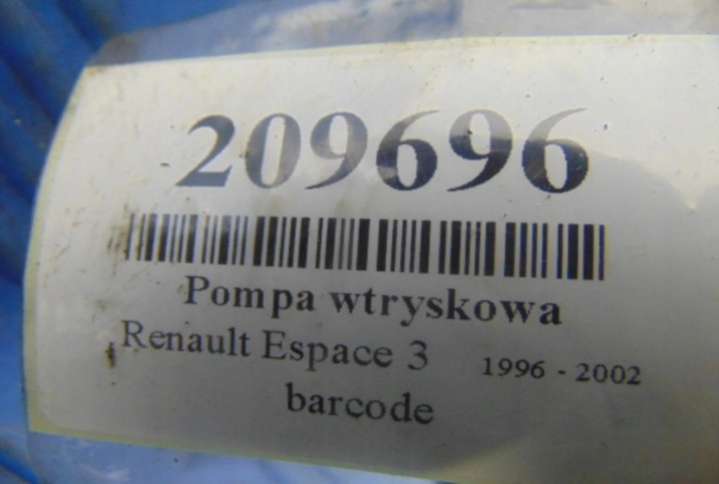 209696
Pompa wtryskowa
Renault Espace 3 1996 - 2002
barcode